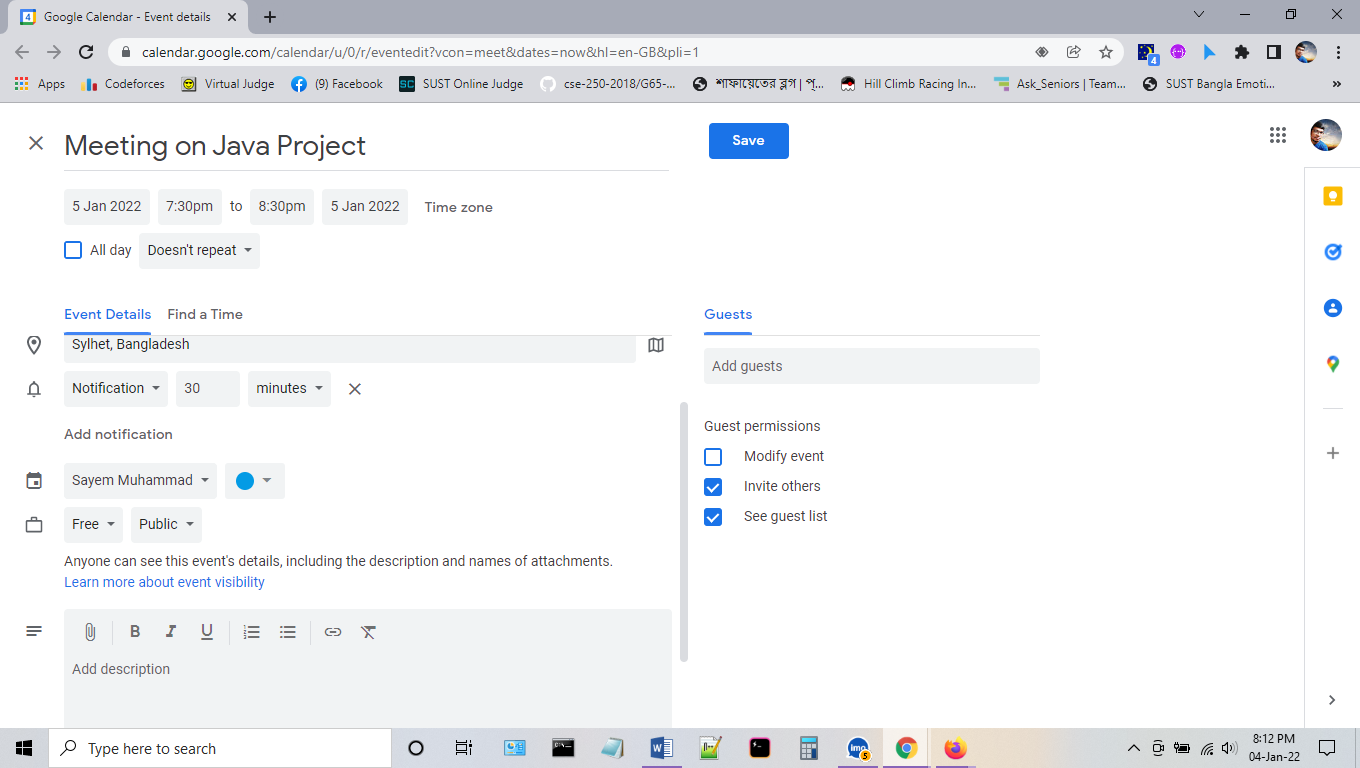 Google Calendar - Event details
calendar.google.com/calendar/u/0/r/eventedit?vcon=meet&dates=now&hl=en-GB&pli=1
4
Apps Codeforces Virtual Judge (9) Facebook SC SUST Online Judge cse-250-2018/G65-... শাফায়েতের ব্লগ | প্... Hill Climb Racing In... Ask_Seniors | Team... SUST Bangla Emoti... »
Meeting on Java Project
Save
5 Jan 2022 7:30pm to 8:30pm 5 Jan 2022 Time zone
All day Doesn't repeat
Event Details Find a Time
Guests
Sylhet, Bangladesh
Add guests
Notification 30 minutes
Add notification
Guest permissions
Modify event
Invite others
See guest list
Sayem Muhammad
Free Public
Anyone can see this event's details, including the description and names of attachments.
Learn more about event visibility
B I U
Add description
Type here to search
8:12 PM
04-Jan-22